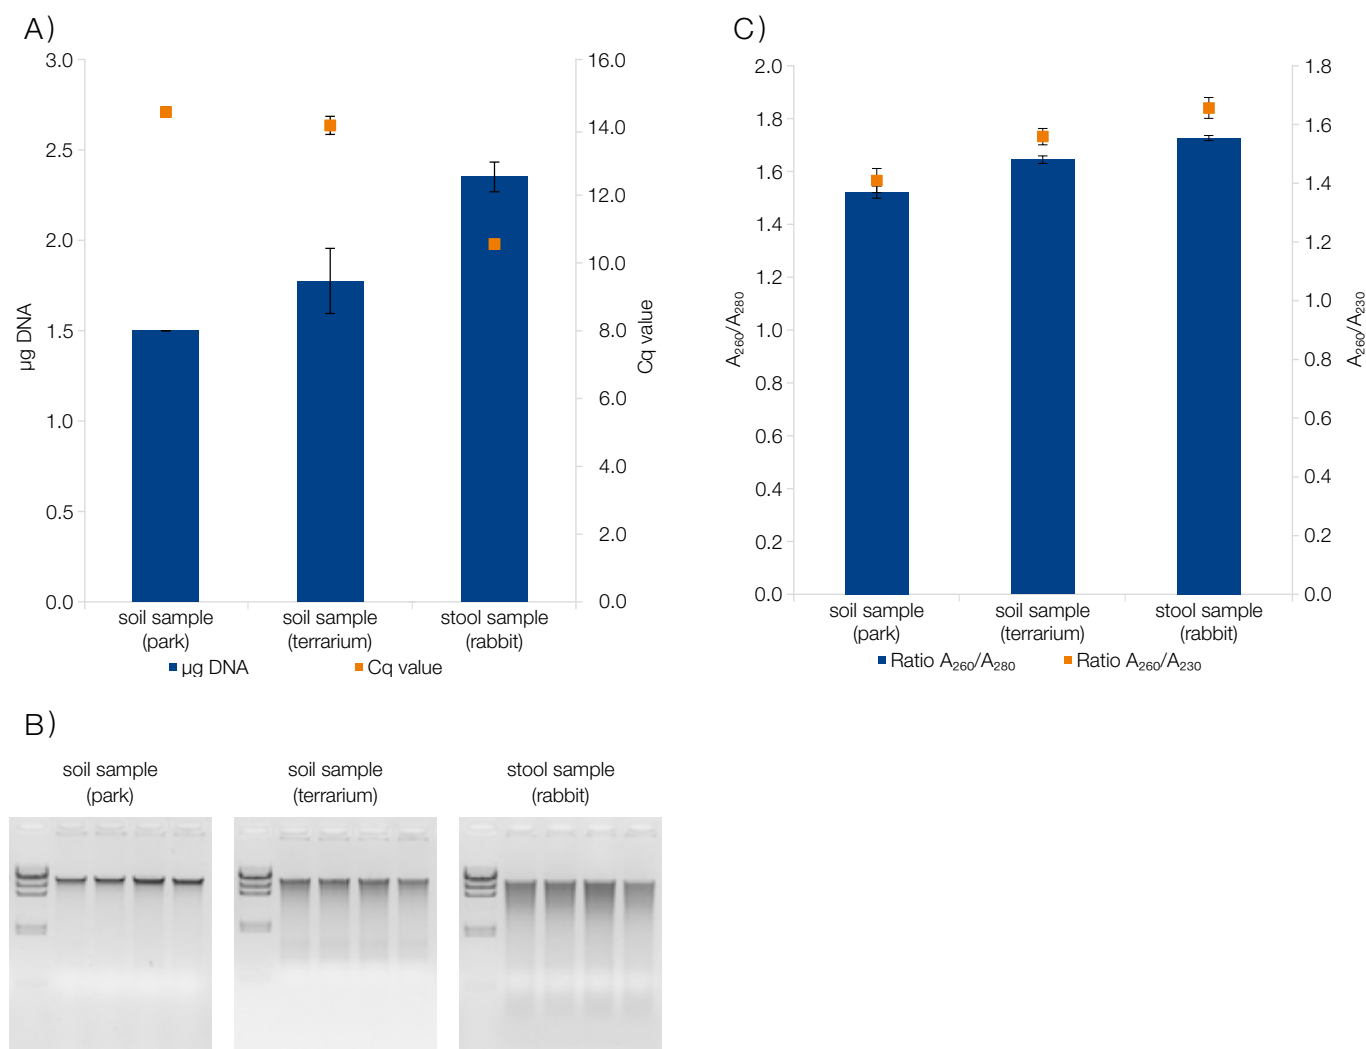 A)
3.0
2.5
2.0
1.5
1.0
0.5
0.0
µg DNA
16.0
14.0
12.0
10.0
8.0
6.0
4.0
2.0
0.0
Cq value
soil sample
(park)
soil sample
(terrarium)
stool sample
(rabbit)
µg DNA
Cq value
C)
2.0
1.8
1.6
1.4
1.2
1.0
0.8
0.6
0.4
0.2
0.0
A260/A280
1.8
1.6
1.4
1.2
1.0
0.8
0.6
0.4
0.2
0.0
A260/A230
soil sample
(park)
soil sample
(terrarium)
stool sample
(rabbit)
Ratio A260/A280
Ratio A260/A230
B)
soil sample
(park)
soil sample
(terrarium)
stool sample
(rabbit)